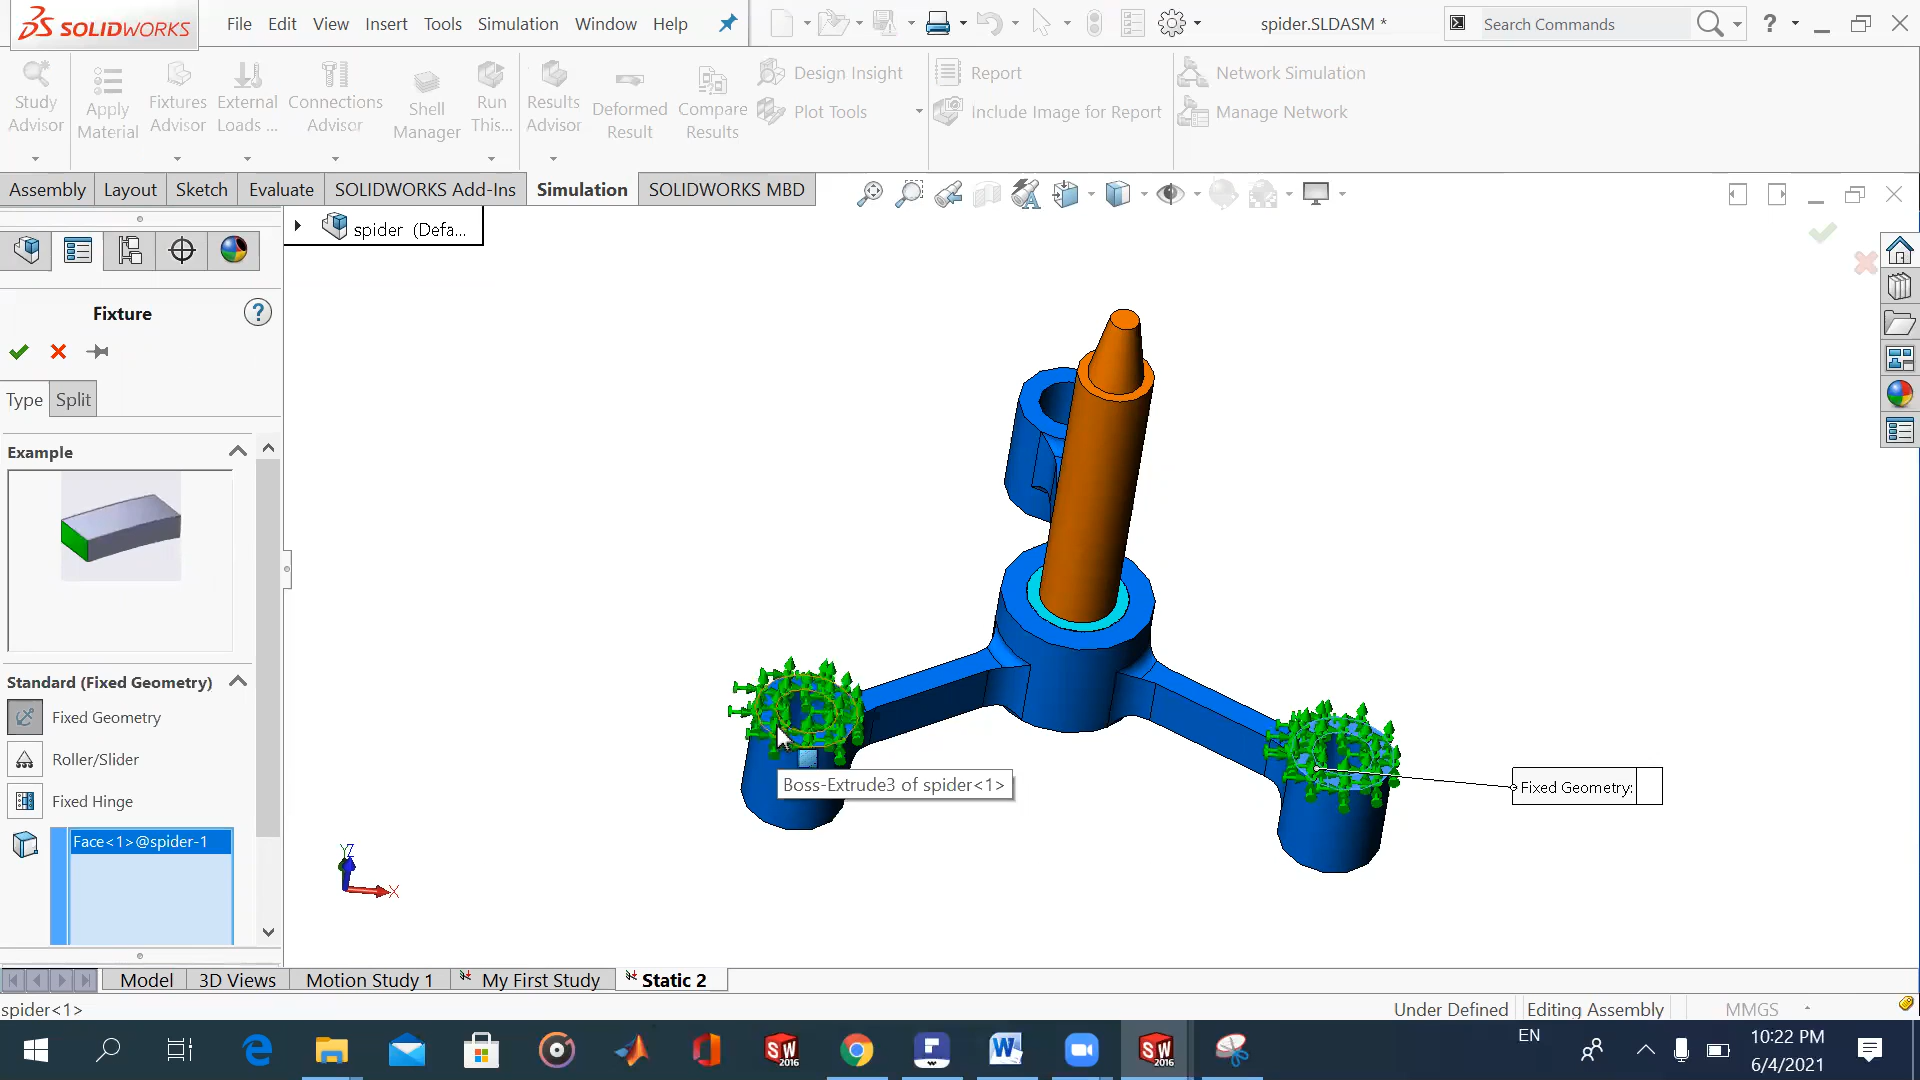 SOLIDWORKS File Edit View Insert Tools Simulation Window Help spider.SLDASM * Search Commands ?
Study Advisor
Apply Material
Fixtures Advisor
External Loads ...
Connections Advisor
Shell Manager
Run This...
Results Advisor
Deformed Result
Compare Results
Design Insight
Plot Tools
Report
Include Image for Report
Network Simulation
Manage Network
Assembly Layout Sketch Evaluate SOLIDWORKS Add-Ins Simulation SOLIDWORKS MBD
spider (Defa...
Fixture ?
Type Split
Example
Standard (Fixed Geometry)
Fixed Geometry
Roller/Slider
Fixed Hinge
Face<1>@spider-1
Boss-Extrude3 of spider<1>
Fixed Geometry:
Y Z
X
Model 3D Views Motion Study 1 My First Study Static 2
spider<1> Under Defined Editing Assembly MMGS
SW 2016
W
SW 2016
EN
10:22 PM
6/4/2021